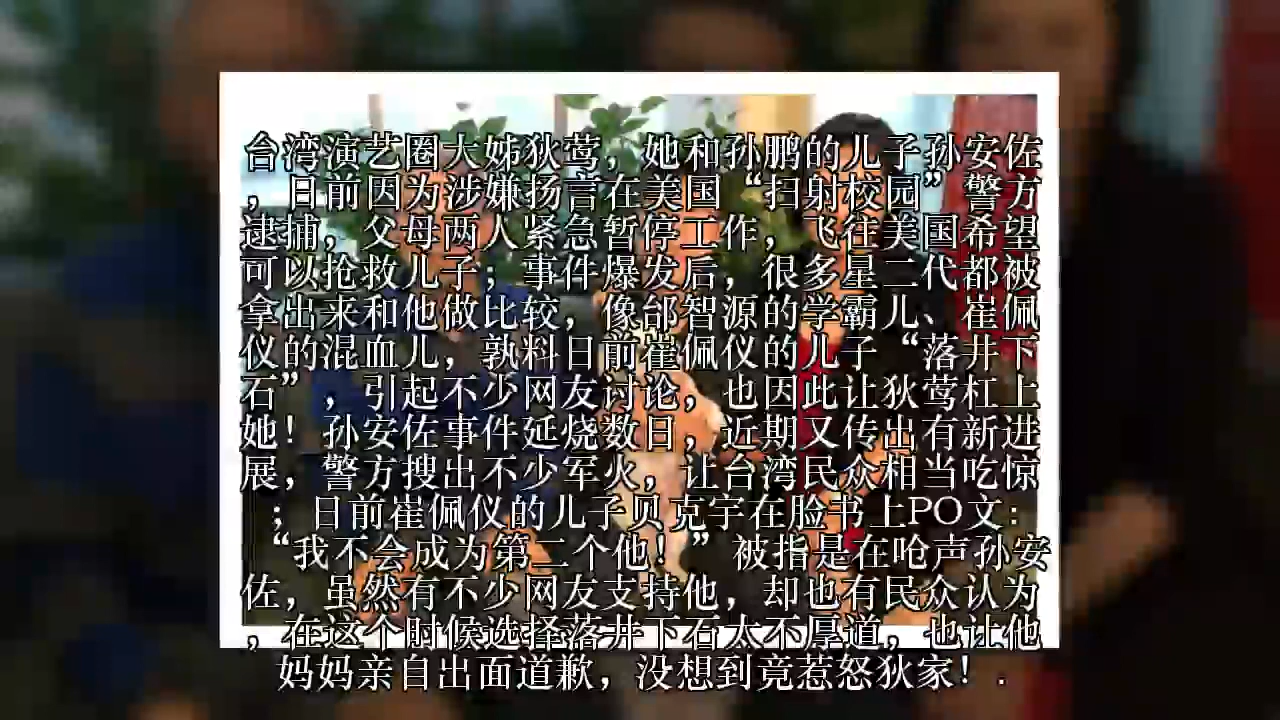 台湾演艺圈大姊狄莺，她和孙鹏的儿子孙安佐
，日前因为涉嫌扬言在美国“扫射校园”警方
逮捕，父母两人紧急暂停工作，飞往美国希望
可以抢救儿子；事件爆发后，很多星二代都被
拿出来和他做比较，像邰智源的学霸儿、崔佩
仪的混血儿，孰料日前崔佩仪的儿子“落井下
石”，引起不少网友讨论，也因此让狄莺杠上
她！孙安佐事件延烧数日，近期又传出有新进
展，警方搜出不少军火，让台湾民众相当吃惊
；日前崔佩仪的儿子贝克宇在脸书上PO文：
“我不会成为第二个他！”被指是在呛声孙安
佐，虽然有不少网友支持他，却也有民众认为
，在这个时候选择落井下石太不厚道，也让他
妈妈亲自出面道歉，没想到竟惹怒狄家！.